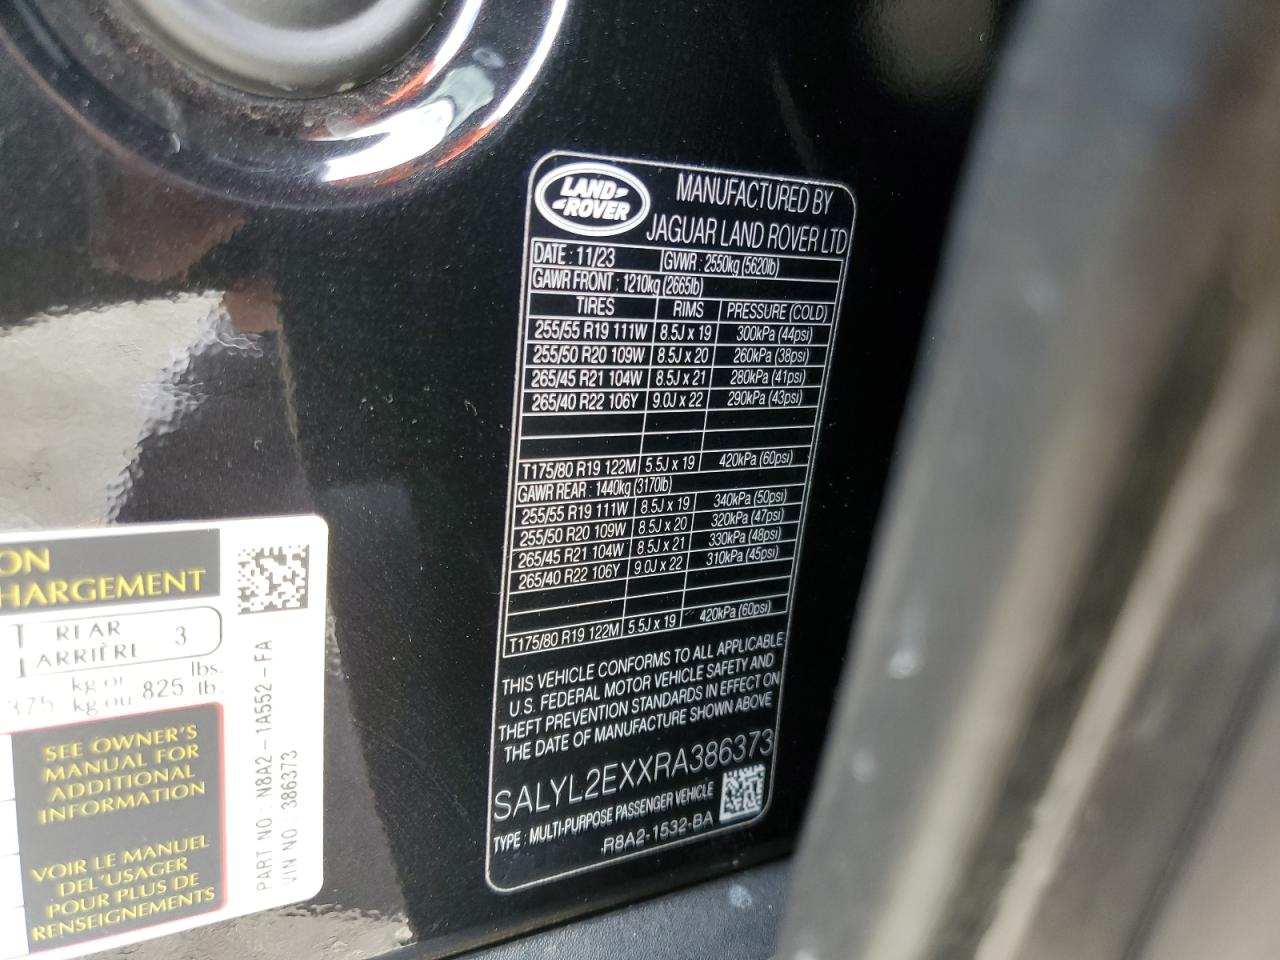 LAND
ROVER
MANUFACTURED BY
JAGUAR LAND ROVER LTD
DATE : 11/23 GVWR : 2550kg (5620lb)
GAWR FRONT : 1210kg (2665lb)
TIRES RIMS PRESSURE (COLD)
255/55 R19 111W 8.5J x 19 300kPa (44psi)
255/50 R20 109W 8.5J x 20 260kPa (38psi)
265/45 R21 104W 8.5J x 21 280kPa (41psi)
265/40 R22 106Y 9.0J x 22 290kPa (43psi)
T175/80 R19 122M 5.5J x 19 420kPa (60psi)
GAWR REAR : 1440kg (3170lb)
255/55 R19 111W 8.5J x 19 340kPa (50psi)
255/50 R20 109W 8.5J x 20 320kPa (47psi)
265/45 R21 104W 8.5J x 21 330kPa (48psi)
265/40 R22 106Y 9.0J x 22 310kPa (45psi)
T175/80 R19 122M 5.5J x 19 420kPa (60psi)
THIS VEHICLE CONFORMS TO ALL APPLICABLE
U.S. FEDERAL MOTOR VEHICLE SAFETY AND
THEFT PREVENTION STANDARDS IN EFFECT ON
THE DATE OF MANUFACTURE SHOWN ABOVE
SALYL2EXXRA386373
TYPE : MULTI-PURPOSE PASSENGER VEHICLE
R8A2-1532-BA
ON
HARGEMENT
REAR 3
ARRIÈRE
375 kg or 825 lbs.
kg ou lb.
SEE OWNER'S
MANUAL FOR
ADDITIONAL
INFORMATION
VOIR LE MANUEL
DEL'USAGER
POUR PLUS DE
RENSEIGNEMENTS
PART NO : N8A2-1A552-FA
VIN NO : 386373